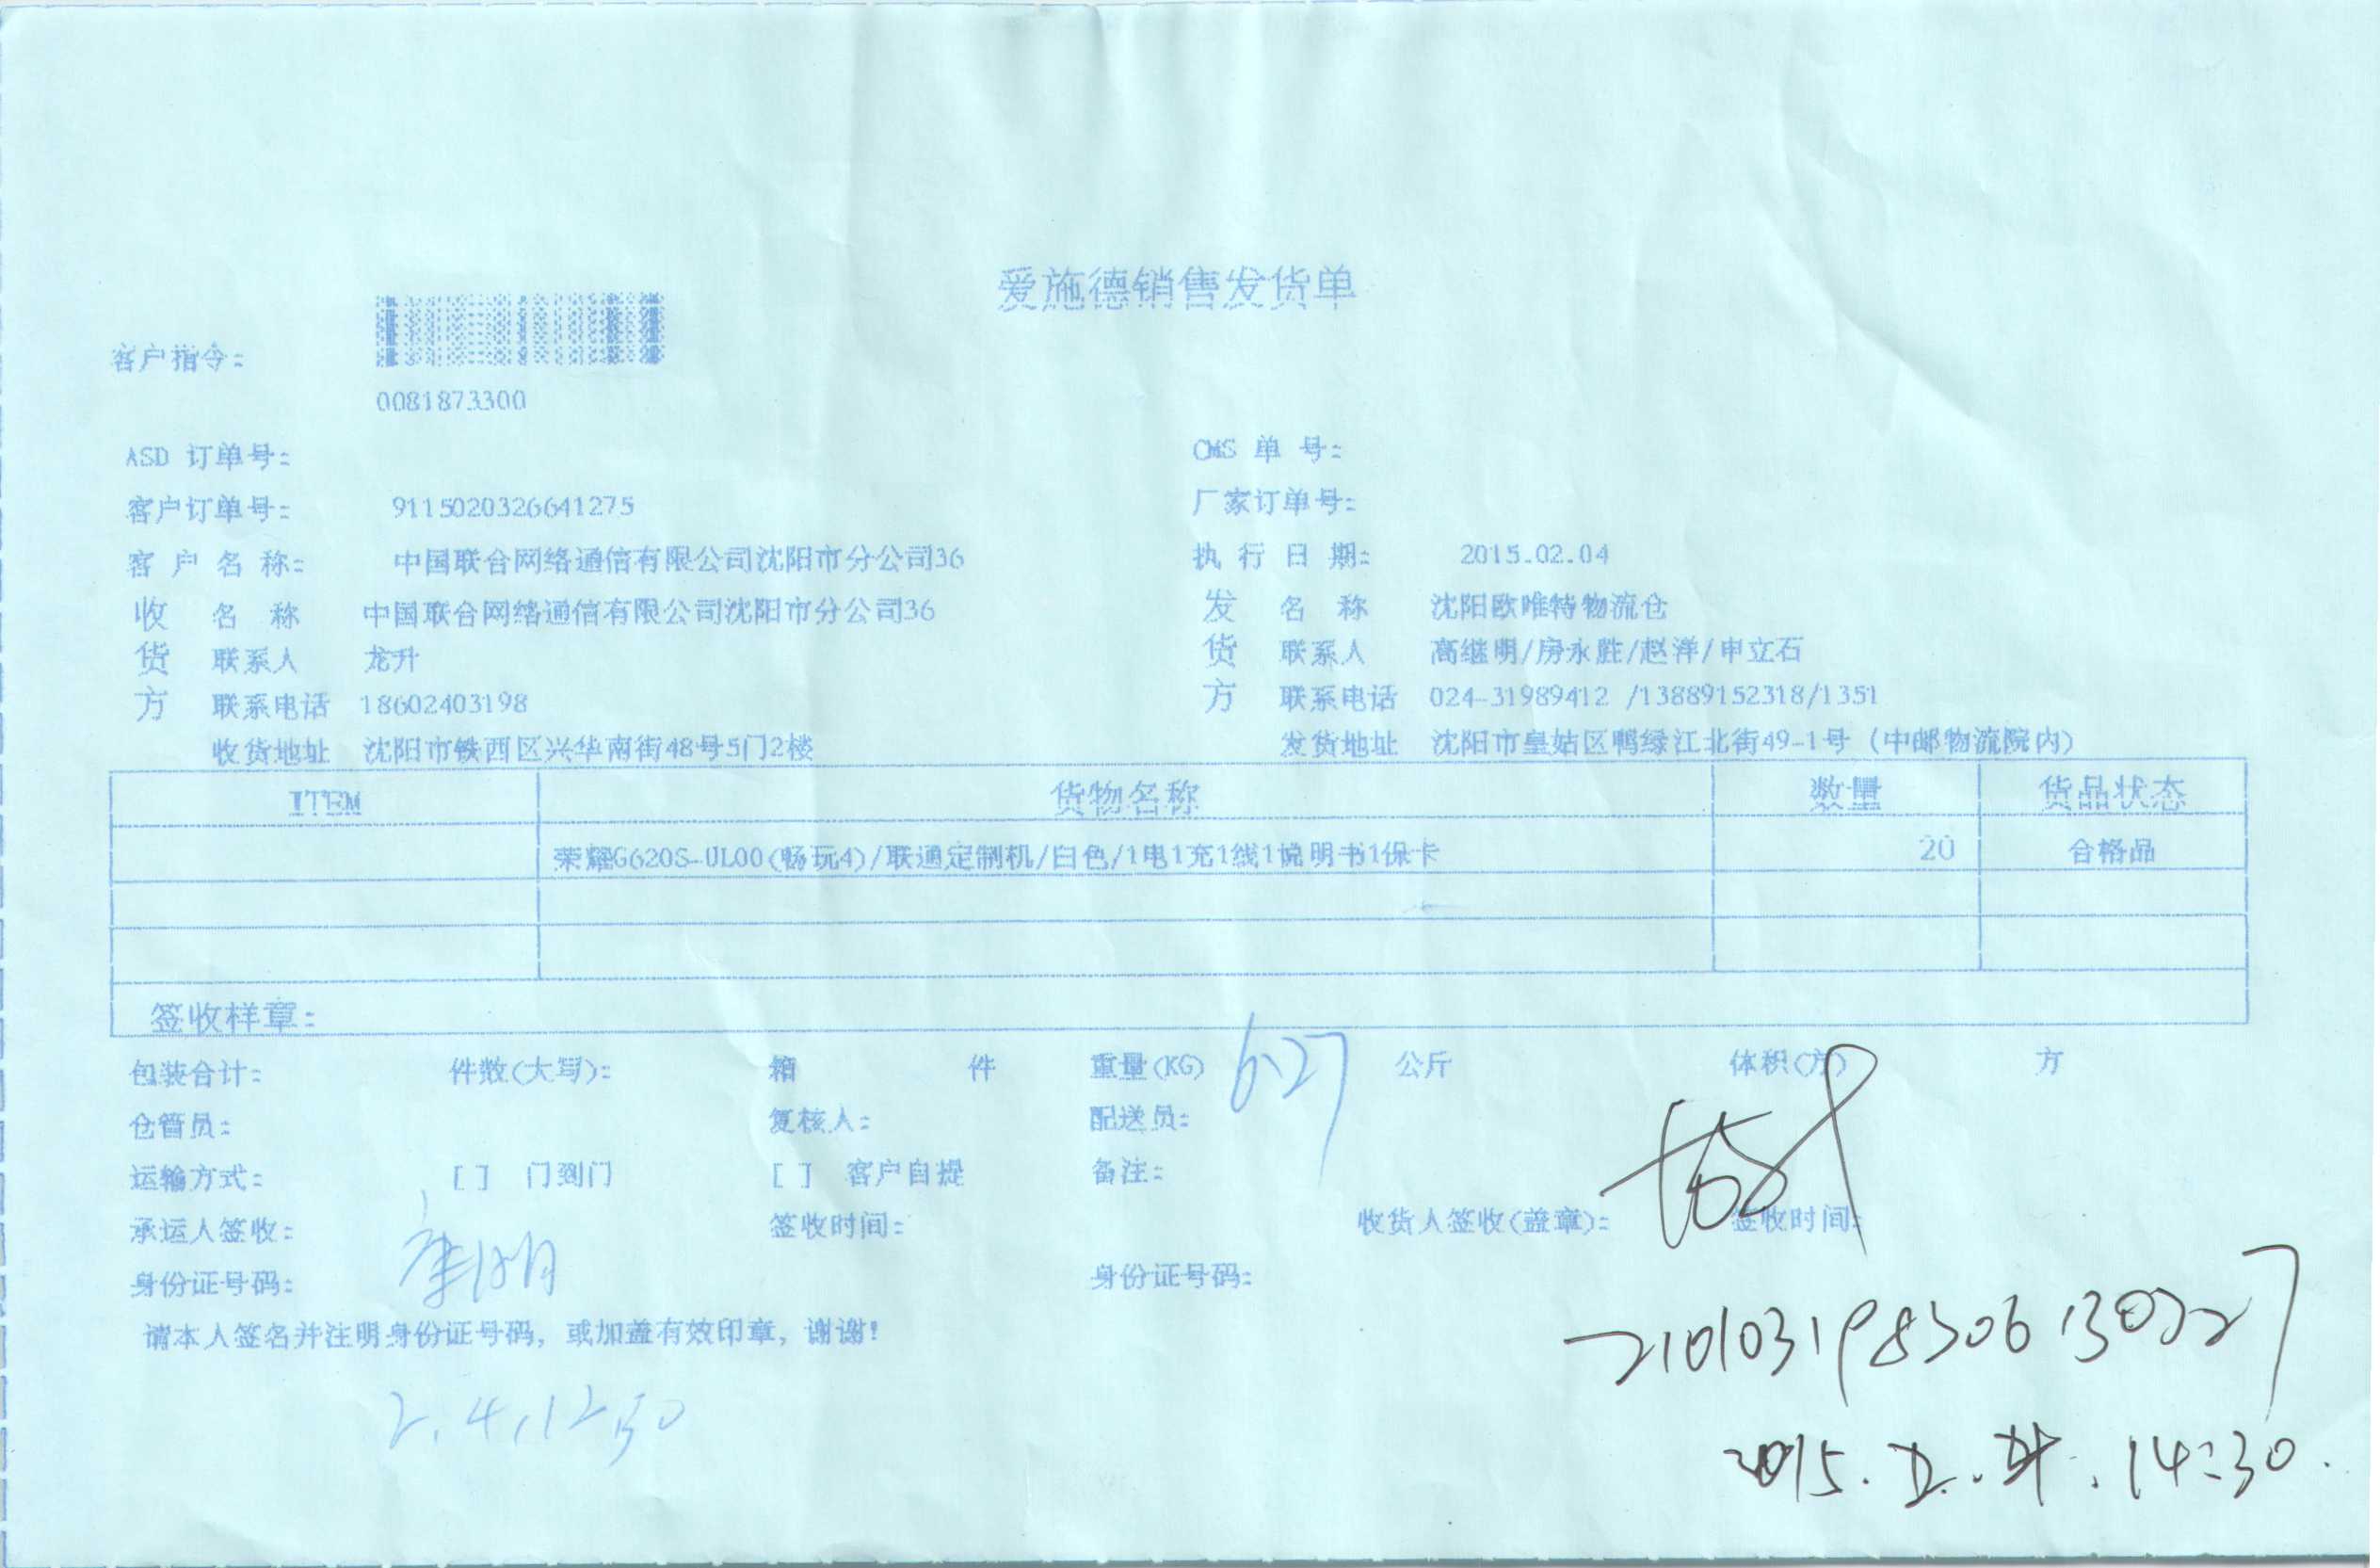 爱施德销售发货单
客户指令:
0081873300
ASD 订单号: CMS 单 号:
客户订单号: 9115020326641275 厂家订单号:
客 户 名 称: 中国联合网络通信有限公司沈阳市分公司36 执 行 日 期: 2015.02.04
收 名 称 中国联合网络通信有限公司沈阳市分公司36 发 名 称 沈阳欧唯特物流仓
货 联系人 龙升 货 联系人 高继明/房永胜/赵洋/申立石
方 联系电话 18602403198 方 联系电话 024-31989412 /13889152318/1351
收货地址 沈阳市铁西区兴华南街48号5门2楼 发货地址 沈阳市皇姑区鸭绿江北街49-1号 (中邮物流院内)
ITEM 货物名称 数量 货品状态
荣耀G620S-UL00(畅玩4)/联通定制机/白色/1电1充1线1说明书1保卡 20 合格品
签收样章:
包装合计: 件数(大写): 箱 件 重量(KG) 6.27 公斤 体积(方) 方
仓管员: 复核人: 配送员:
运输方式: [ ] 门到门 [ ] 客户自提 备注:
承运人签收: 签收时间: 收货人签收(盖章): 签收时间:
身份证号码: 身份证号码:
请本人签名并注明身份证号码, 或加盖有效印章, 谢谢!
2.4,12,50
2015. 14:30.